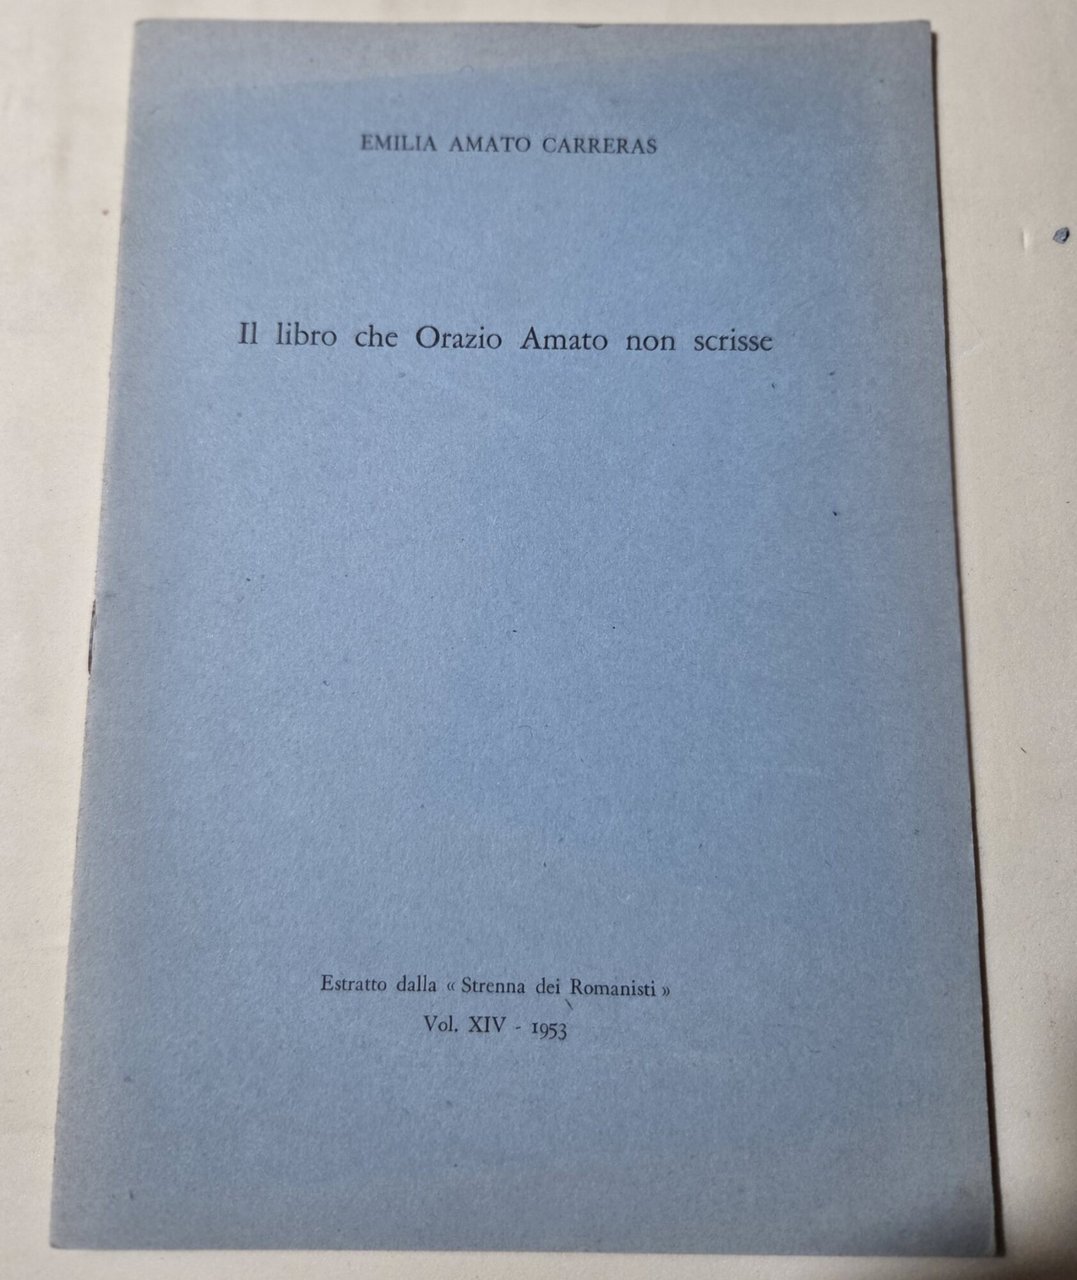 EMILIA AMATO CARRERAS
Il libro che Orazio Amato non scrisse
Estratto dalla « Strenna dei Romanisti »
Vol. XIV - 1953